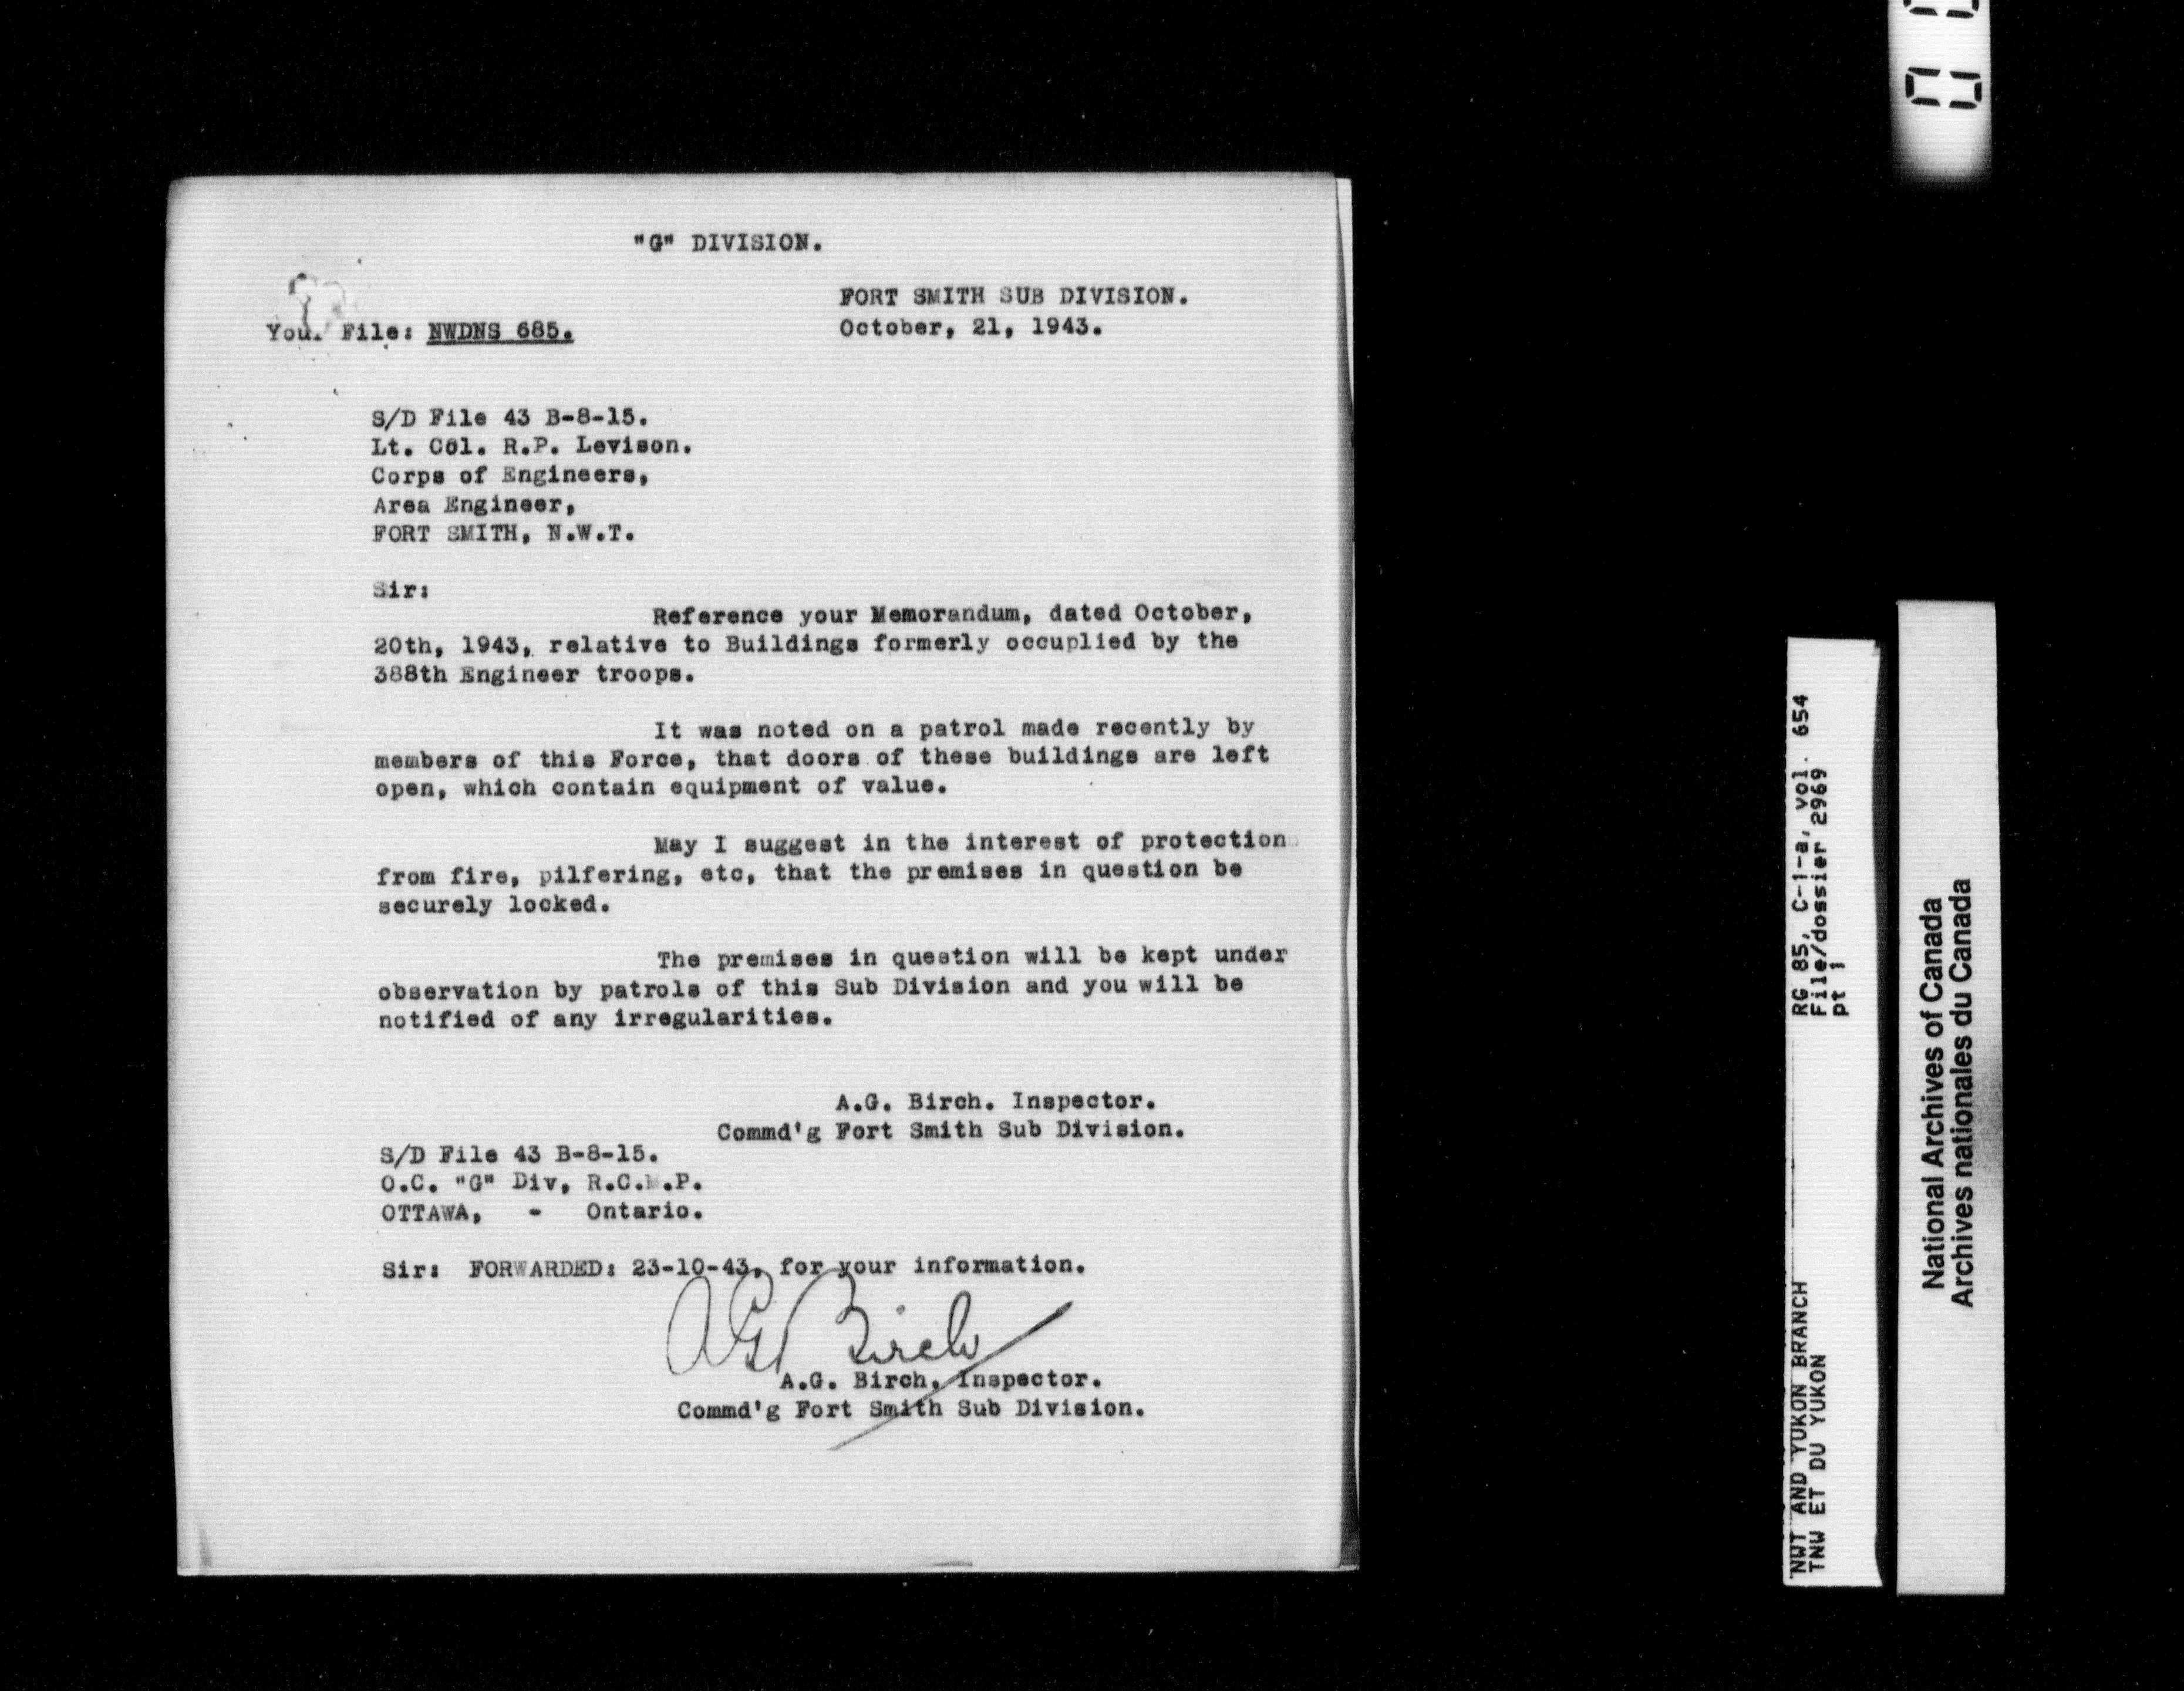 "G" DIVISION.
FORT SMITH SUB DIVISION.
October, 21, 1943.
Your File: NWDNS 685.
S/D File 43 B-8-15.
Lt. Col. R.P. Levison.
Corps of Engineers,
Area Engineer,
FORT SMITH, N.W.T.
Sir:
Reference your Memorandum, dated October,
20th, 1943, relative to Buildings formerly occuplied by the
388th Engineer troops.
It was noted on a patrol made recently by
members of this Force, that doors of these buildings are left
open, which contain equipment of value.
May I suggest in the interest of protection
from fire, pilfering, etc, that the premises in question be
securely locked.
The premises in question will be kept under
observation by patrols of this Sub Division and you will be
notified of any irregularities.
A.G. Birch. Inspector.
Commd'g Fort Smith Sub Division.
S/D File 43 B-8-15.
O.C. "G" Div, R.C.M.P.
OTTAWA, - Ontario.
Sir: FORWARDED: 23-10-43, for your information.
AG Birch
A.G. Birch, Inspector.
Commd'g Fort Smith Sub Division.
NWT AND YUKON BRANCH RG 85, C-1-a, vol. 654
TNW ET DU YUKON File/dossier 2969
pt 1
National Archives of Canada
Archives nationales du Canada